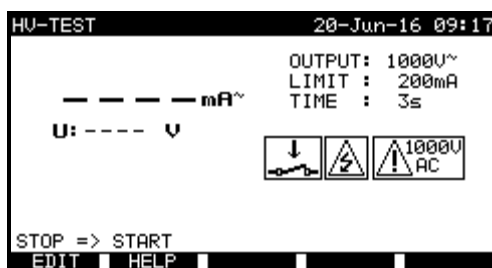 HV-TEST 20-Jun-16 09:17
OUTPUT: 1000V~
LIMIT : 200mA
TIME : 3s
– – – – mA~
U: ---- V
1000V
AC
STOP => START
EDIT HELP